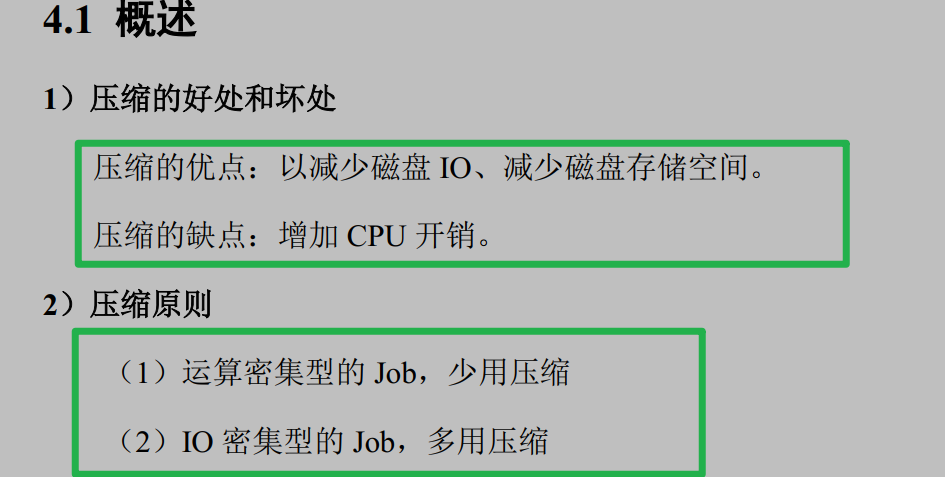 4.1 概述
1）压缩的好处和坏处
压缩的优点：以减少磁盘 IO、减少磁盘存储空间。
压缩的缺点：增加 CPU 开销。
2）压缩原则
（1）运算密集型的 Job，少用压缩
（2）IO 密集型的 Job，多用压缩